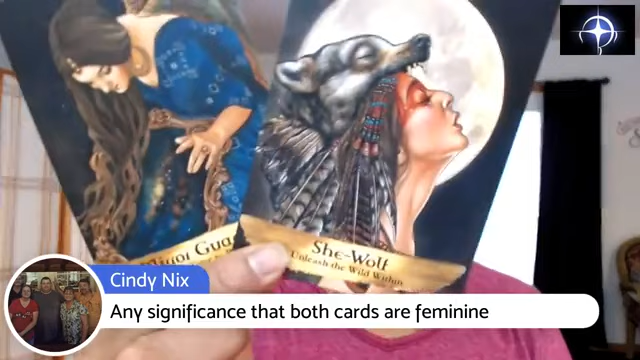 She-Wolf
Unleash the Wild Within
Cindy Nix
Any significance that both cards are feminine